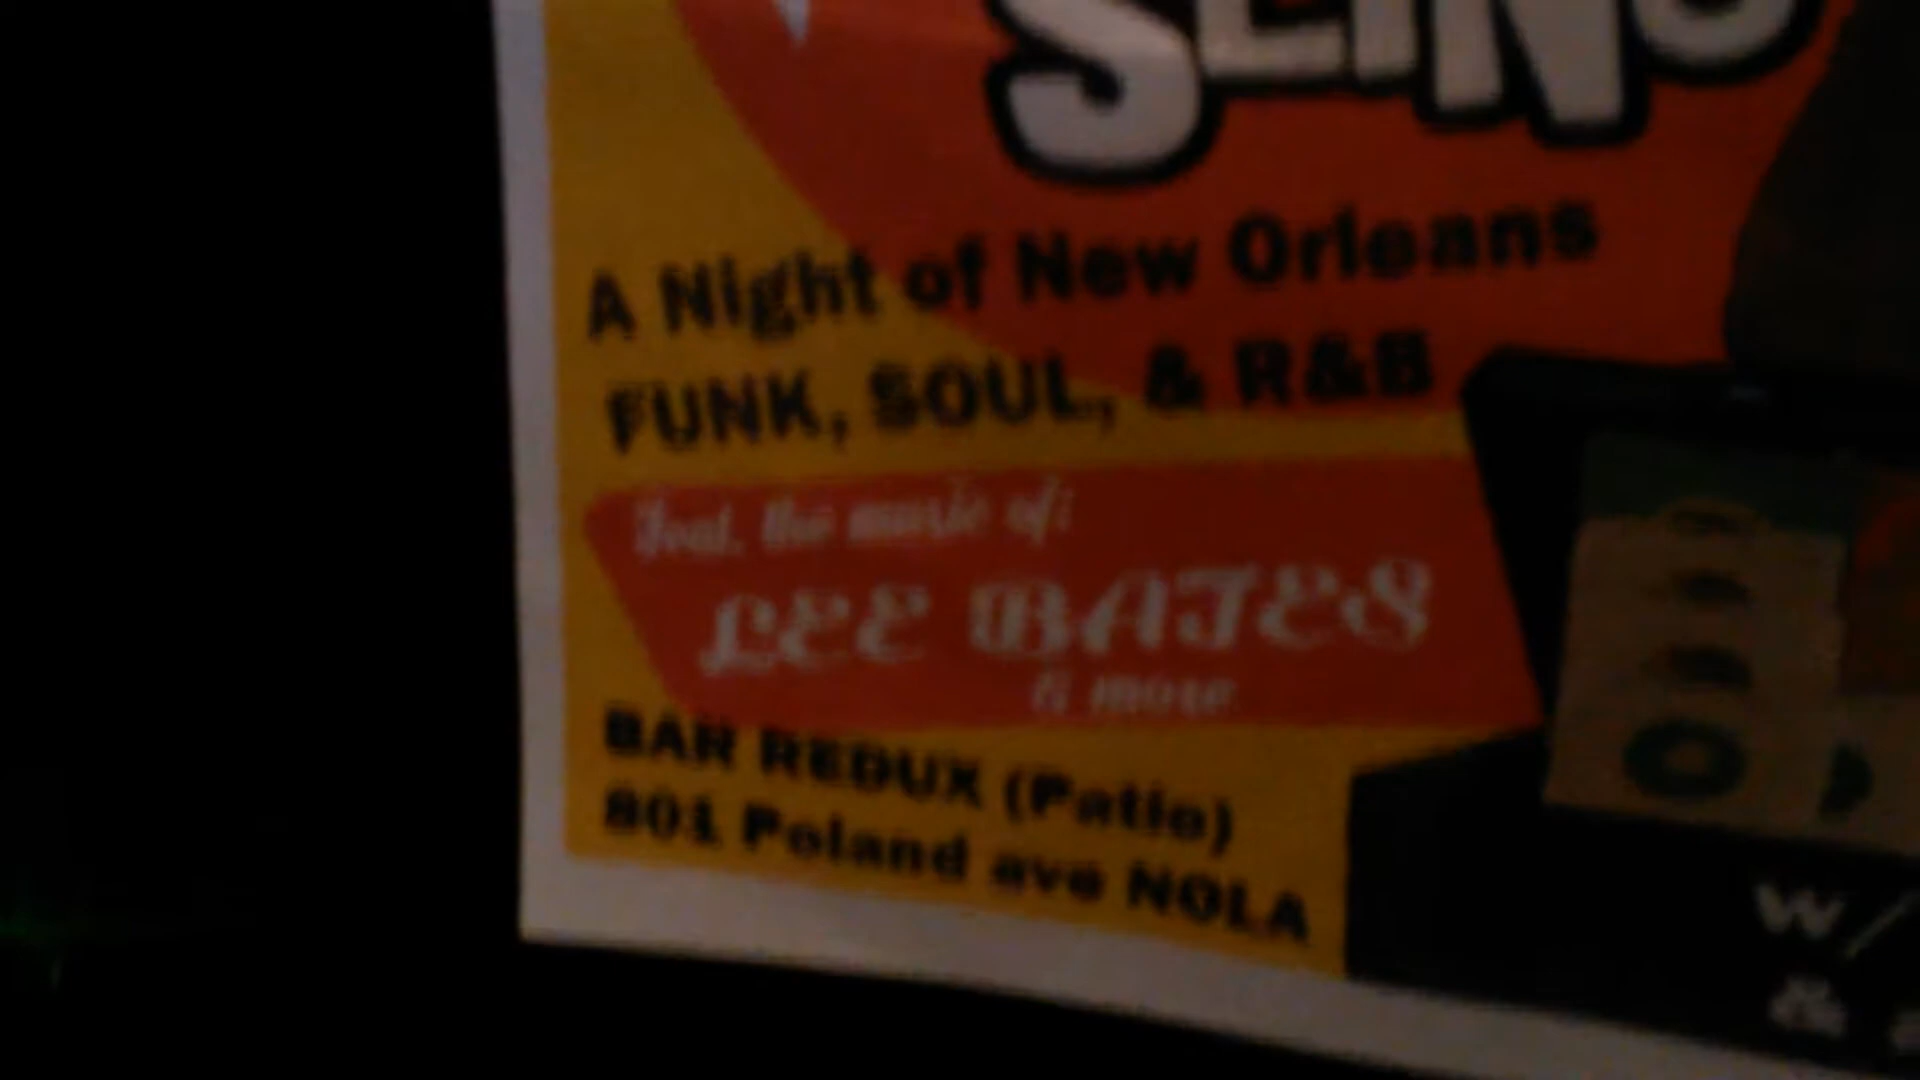 A Night of New Orleans
FUNK, SOUL, & R&B
Feat. the music of:
LEE BATES
& more
BAR REDUX (Patio)
801 Poland ave NOLA
W/
&